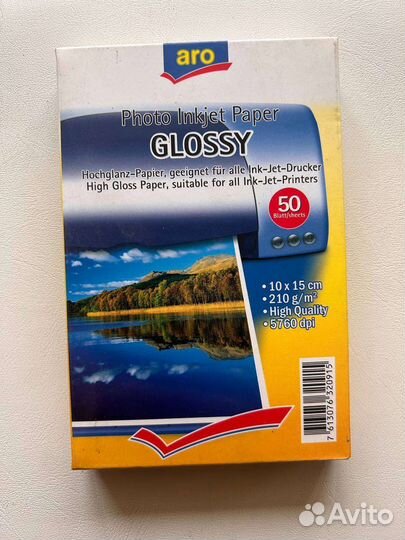 aro
Photo Inkjet Paper
GLOSSY
Hochglanz-Papier, geeignet für alle Ink-Jet-Drucker
High Gloss Paper, suitable for all Ink-Jet-Printers
50
Blatt/sheets
• 10 x 15 cm
• 210 g/m²
• High Quality
• 5760 dpi
7 613076 320915
Avito